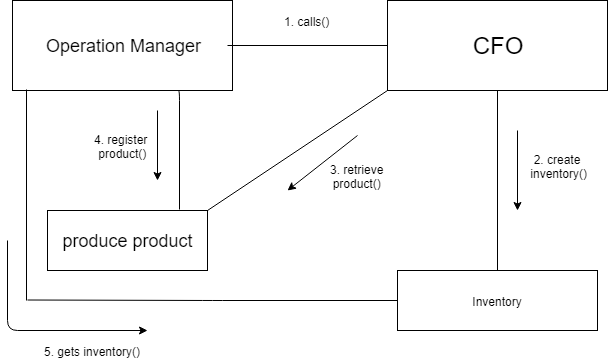 1. calls()
Operation Manager
CFO
4. register
product()
3. retrieve
product()
2. create
inventory()
produce product
Inventory
5. gets inventory()